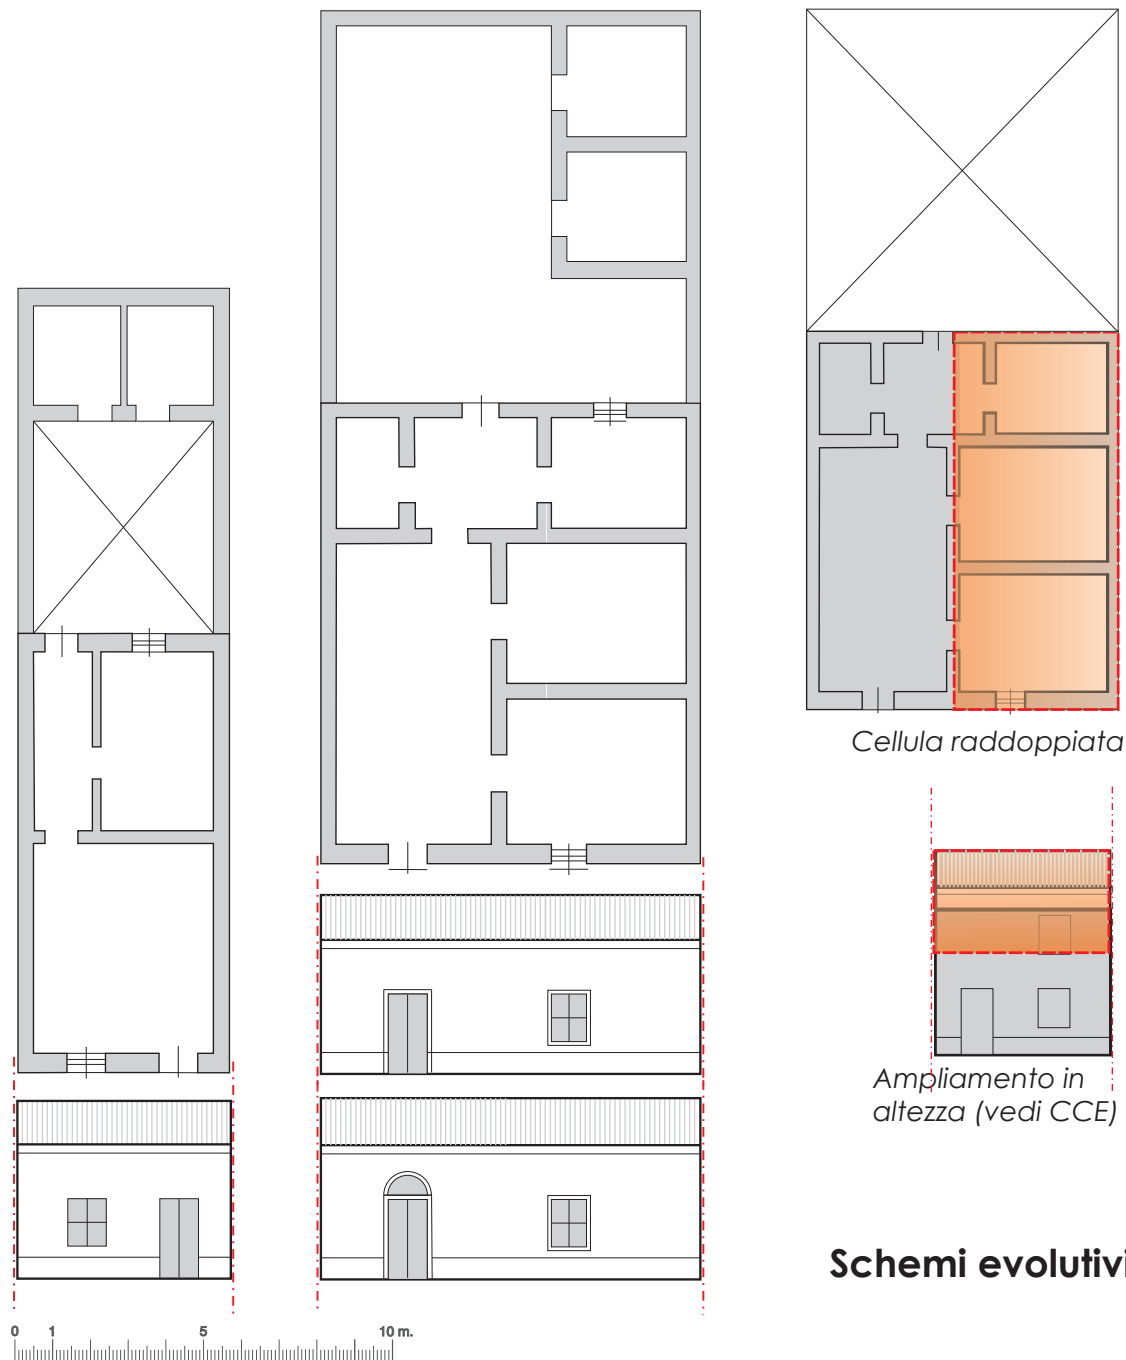 Cellula raddoppiata
Ampliamento in
altezza (vedi CCE)
Schemi evolutivi
0 1 5 10 m.